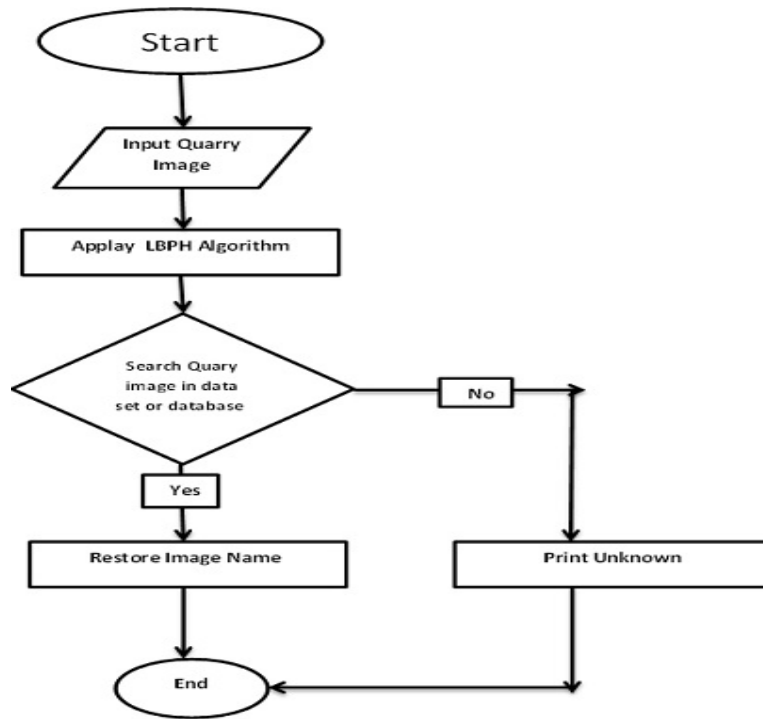 Start
Input Quarry
Image
Applay LBPH Algorithm
Search Quary
image in data
set or database
No
Yes
Restore Image Name
Print Unknown
End